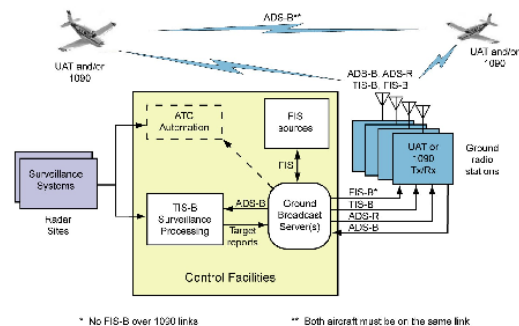 ADS-B**
UAT and/or
1090
UAT and/or
1090
ADS-B, ADS-R
TIS-B, FIS-B
ATC
Automation
FIS
sources
FIS
UAT or
1090
Tx/Rx
Ground
radio
stations
Surveillance
Systems
Radar
Sites
TIS-B
Surveillance
Processing
ADS-B
Target
reports
Ground
Broadcast
Server(s)
FIS-B*
TIS-B
ADS-R
ADS-B
Control Facilities
* No FIS-B over 1090 links
** Both aircraft must be on the same link